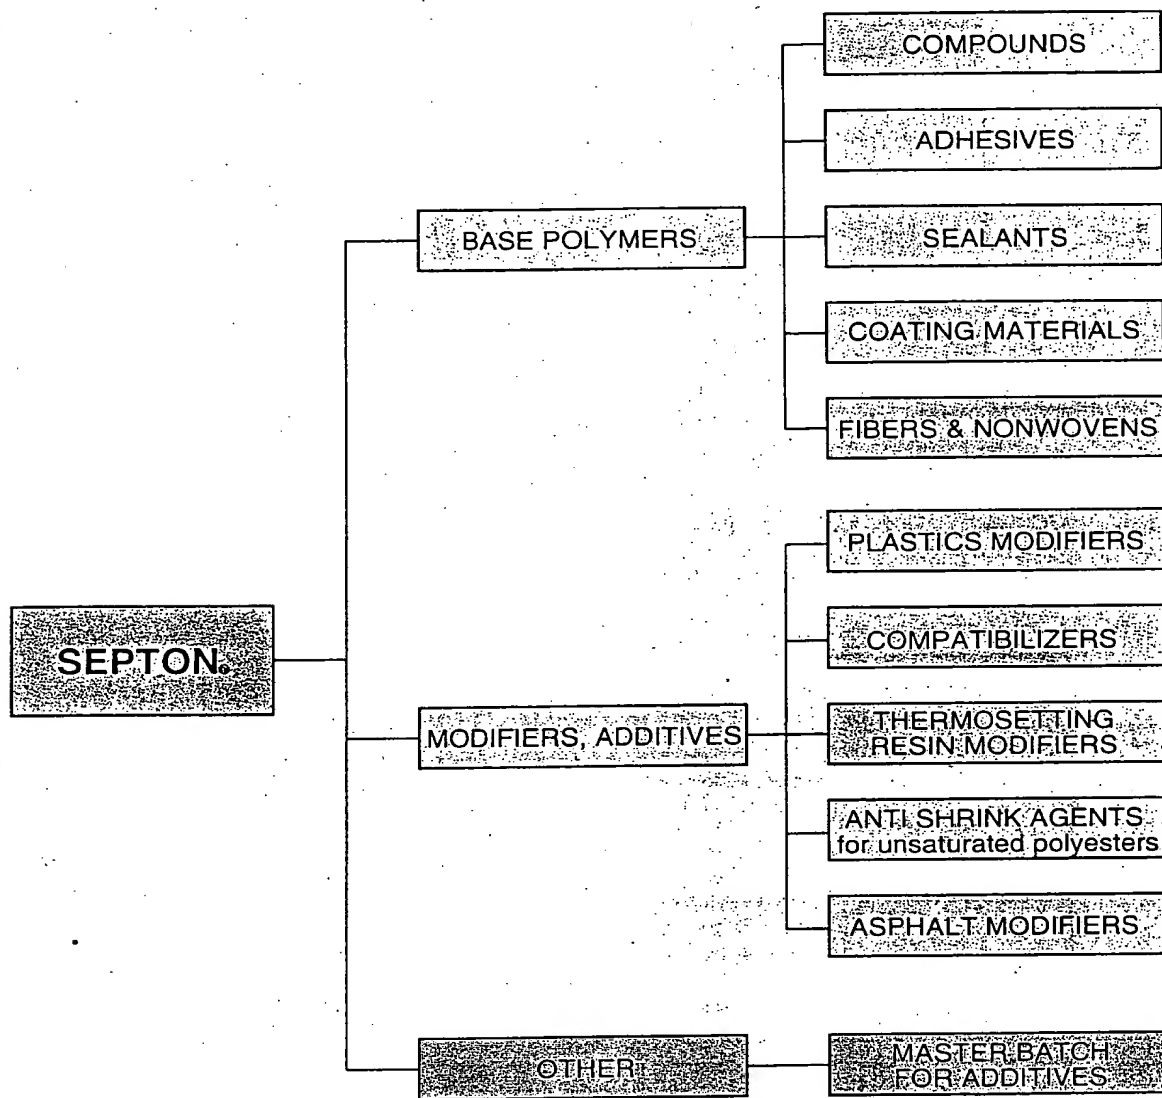 COMPOUNDS
ADHESIVES
BASE POLYMERS
SEALANTS
COATING MATERIALS
FIBERS & NONWOVENS
PLASTICS MODIFIERS
SEPTON®
COMPATIBILIZERS
MODIFIERS, ADDITIVES
THERMOSETTING
RESIN MODIFIERS
ANTI SHRINK AGENTS
for unsaturated polyesters
ASPHALT MODIFIERS
OTHER
MASTER BATCH
FOR ADDITIVES